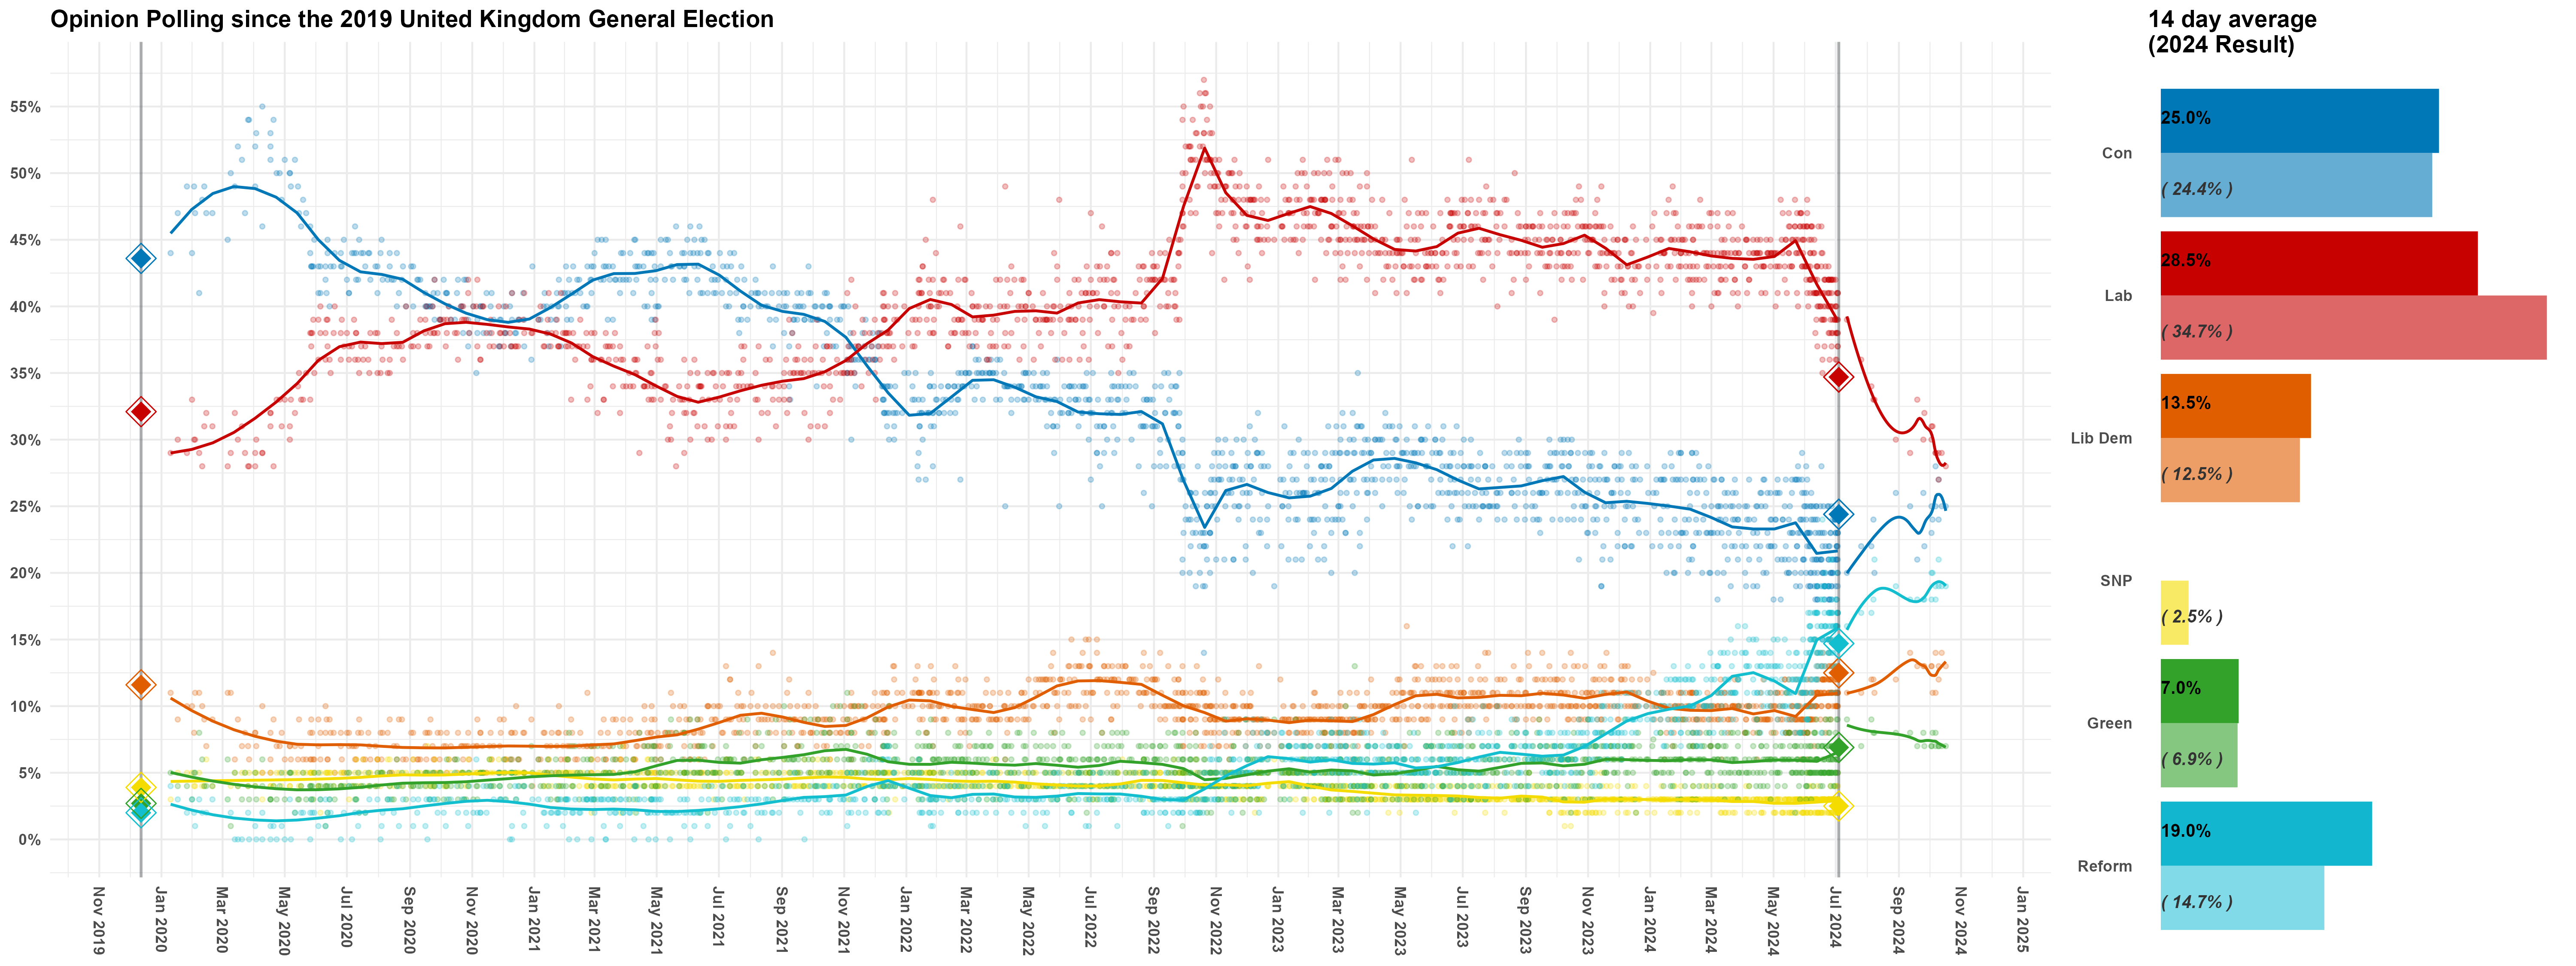 Opinion Polling since the 2019 United Kingdom General Election
14 day average
(2024 Result)
55%
50%
45%
40%
35%
30%
25%
20%
15%
10%
5%
0%
Nov 2019
Jan 2020
Mar 2020
May 2020
Jul 2020
Sep 2020
Nov 2020
Jan 2021
Mar 2021
May 2021
Jul 2021
Sep 2021
Nov 2021
Jan 2022
Mar 2022
May 2022
Jul 2022
Sep 2022
Nov 2022
Jan 2023
Mar 2023
May 2023
Jul 2023
Sep 2023
Nov 2023
Jan 2024
Mar 2024
May 2024
Jul 2024
Sep 2024
Nov 2024
Jan 2025
Con
25.0%
( 24.4% )
Lab
28.5%
( 34.7% )
Lib Dem
13.5%
( 12.5% )
SNP
( 2.5% )
Green
7.0%
( 6.9% )
Reform
19.0%
( 14.7% )